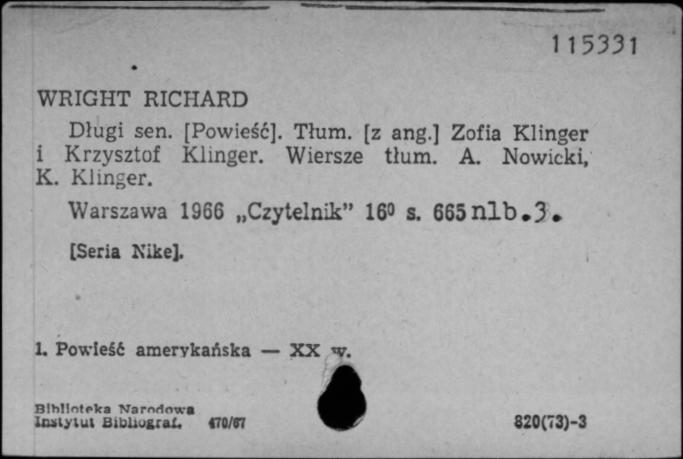 115331
WRIGHT RICHARD
Długi sen. [Powieść]. Tłum. [z ang.] Zofia Klinger
i Krzysztof Klinger. Wiersze tłum. A. Nowicki,
K. Klinger.
Warszawa 1966 „Czytelnik” 16⁰ s. 665 nlb.3.
[Seria Nike].
1. Powieść amerykańska — XX w.
Biblioteka Narodowa
Instytut Bibliograf. 470/67 820(73)-3